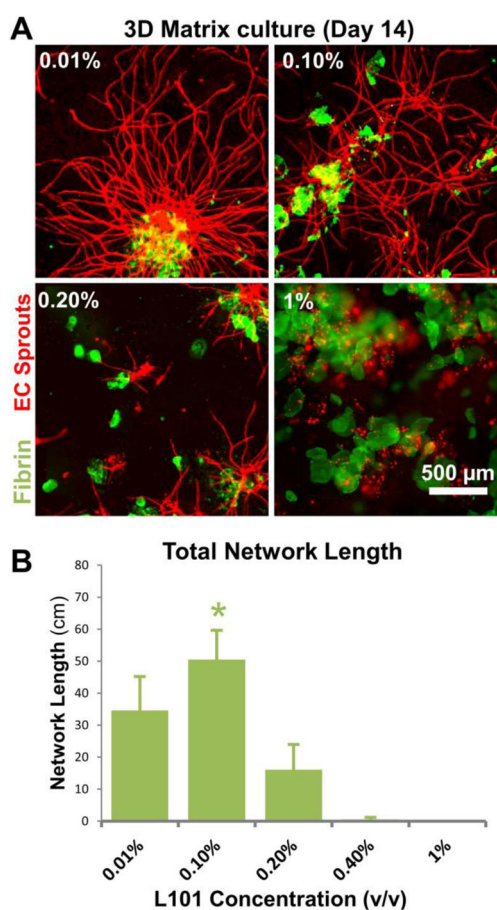 A
3D Matrix culture (Day 14)
0.01%
0.10%
0.20%
1%
Fibrin EC Sprouts
500 µm
B
Total Network Length
Network Length (cm)
80
70
60
50
40
30
20
10
0
*
0.01%
0.10%
0.20%
0.40%
1%
L101 Concentration (v/v)